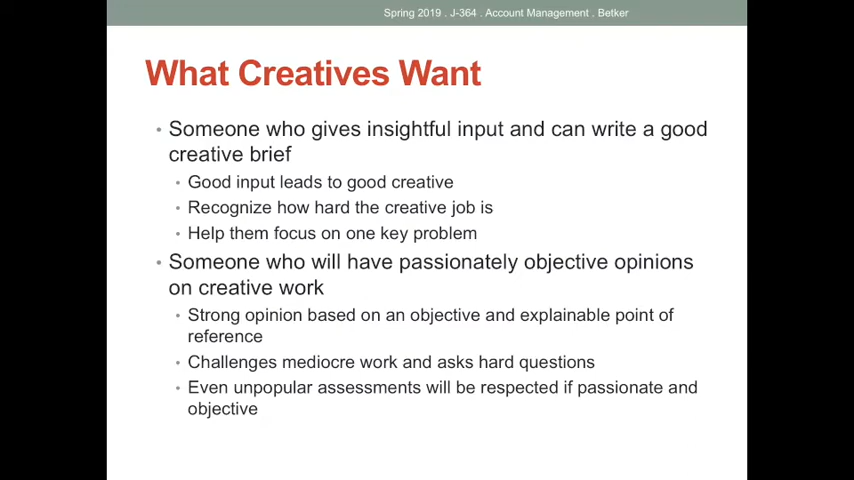 Spring 2019 . J-364 . Account Management . Betker
What Creatives Want
• Someone who gives insightful input and can write a good
creative brief
• Good input leads to good creative
• Recognize how hard the creative job is
• Help them focus on one key problem
• Someone who will have passionately objective opinions
on creative work
• Strong opinion based on an objective and explainable point of
reference
• Challenges mediocre work and asks hard questions
• Even unpopular assessments will be respected if passionate and
objective